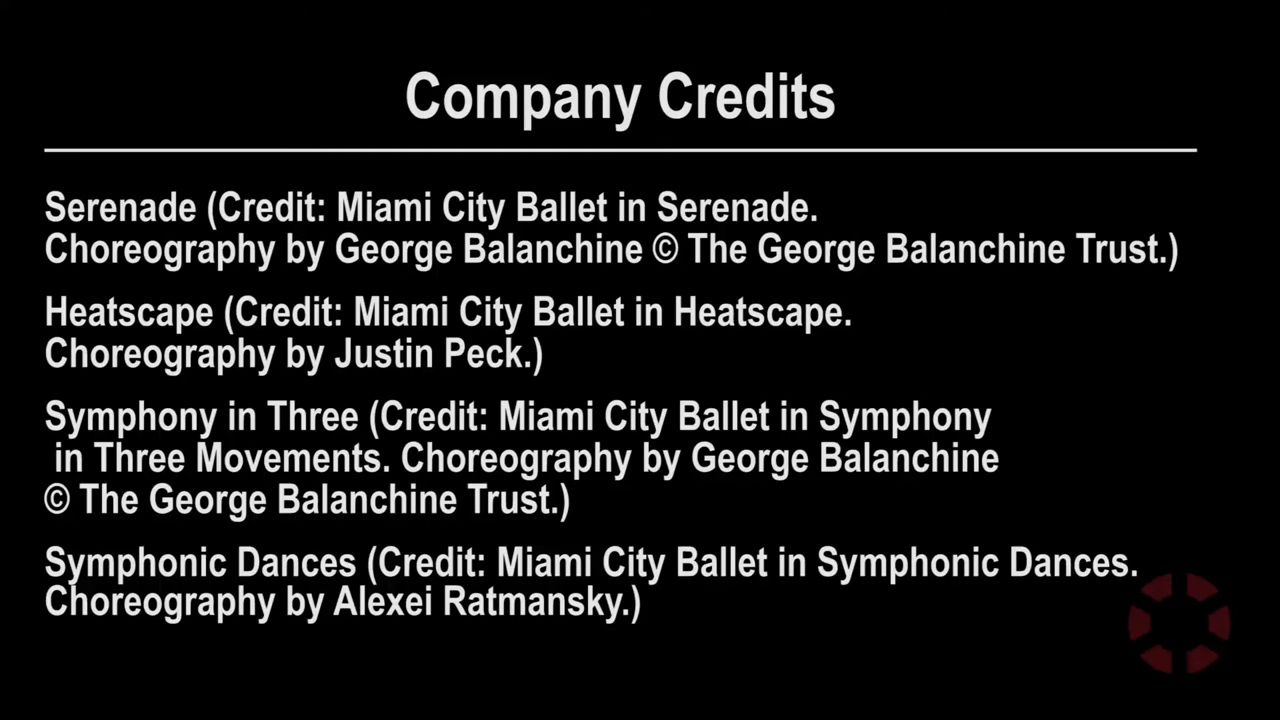 Company Credits
Serenade (Credit: Miami City Ballet in Serenade.
Choreography by George Balanchine © The George Balanchine Trust.)
Heatscape (Credit: Miami City Ballet in Heatscape.
Choreography by Justin Peck.)
Symphony in Three (Credit: Miami City Ballet in Symphony
in Three Movements. Choreography by George Balanchine
© The George Balanchine Trust.)
Symphonic Dances (Credit: Miami City Ballet in Symphonic Dances.
Choreography by Alexei Ratmansky.)